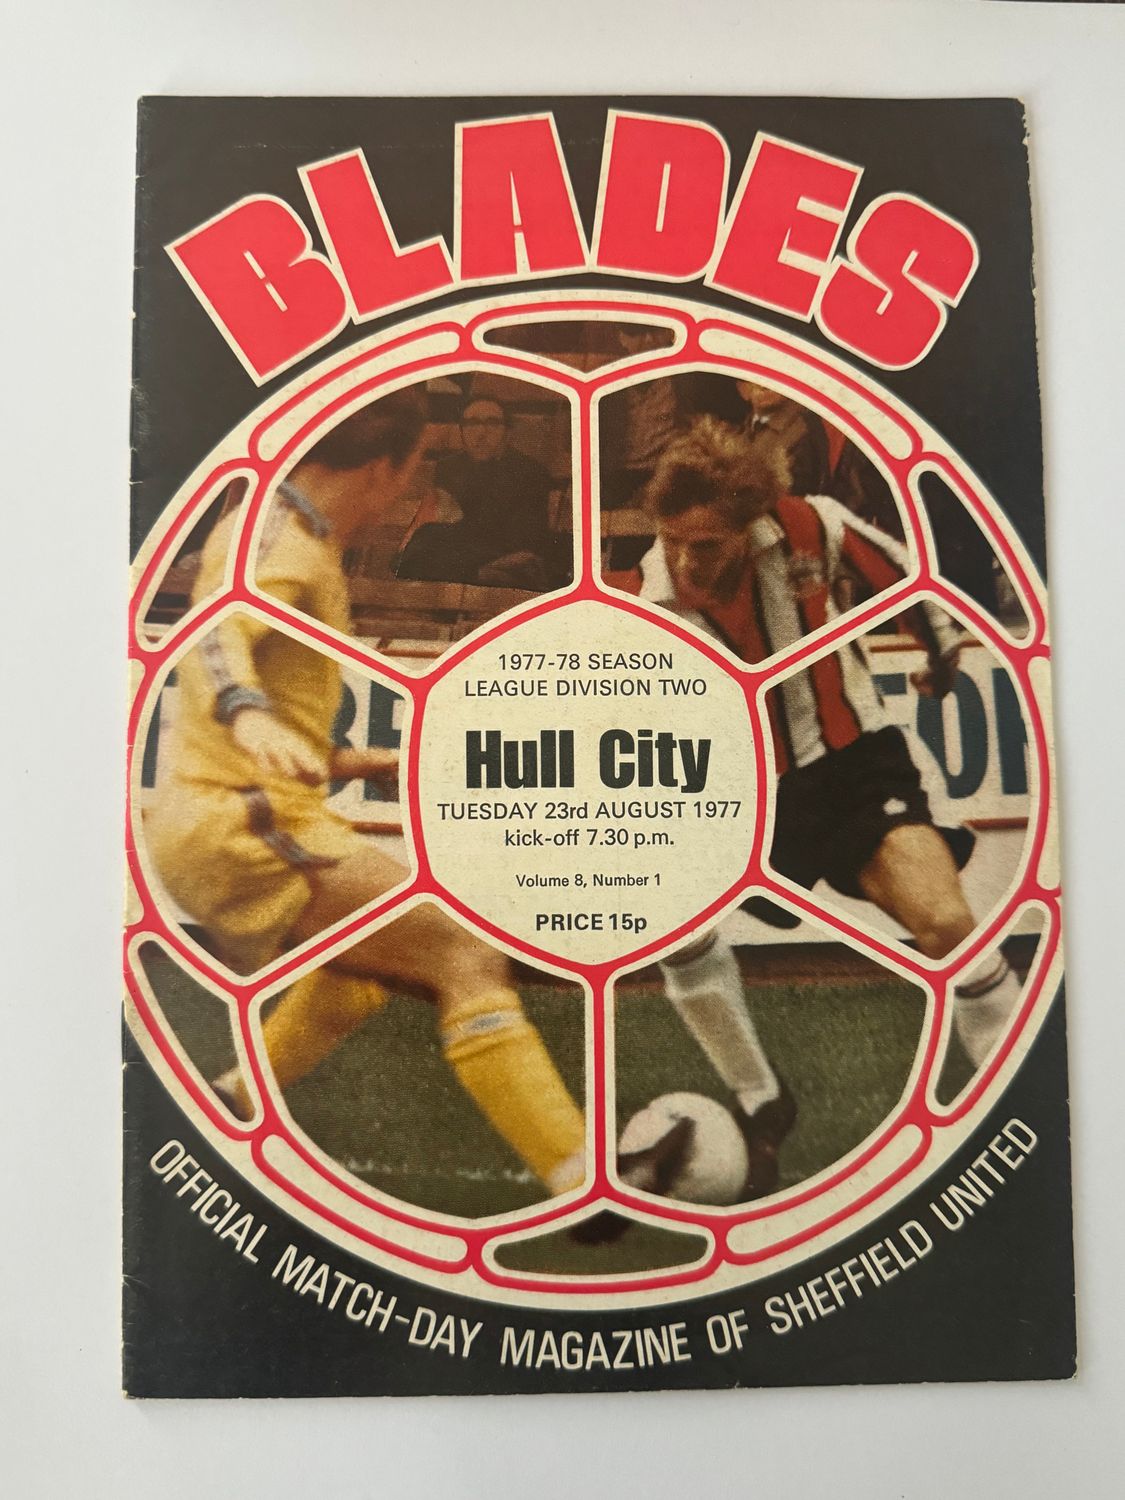 BLADES
1977-78 SEASON
LEAGUE DIVISION TWO
Hull City
TUESDAY 23rd AUGUST 1977
kick-off 7.30 p.m.
Volume 8, Number 1
PRICE 15p
OFFICIAL MATCH-DAY MAGAZINE OF SHEFFIELD UNITED